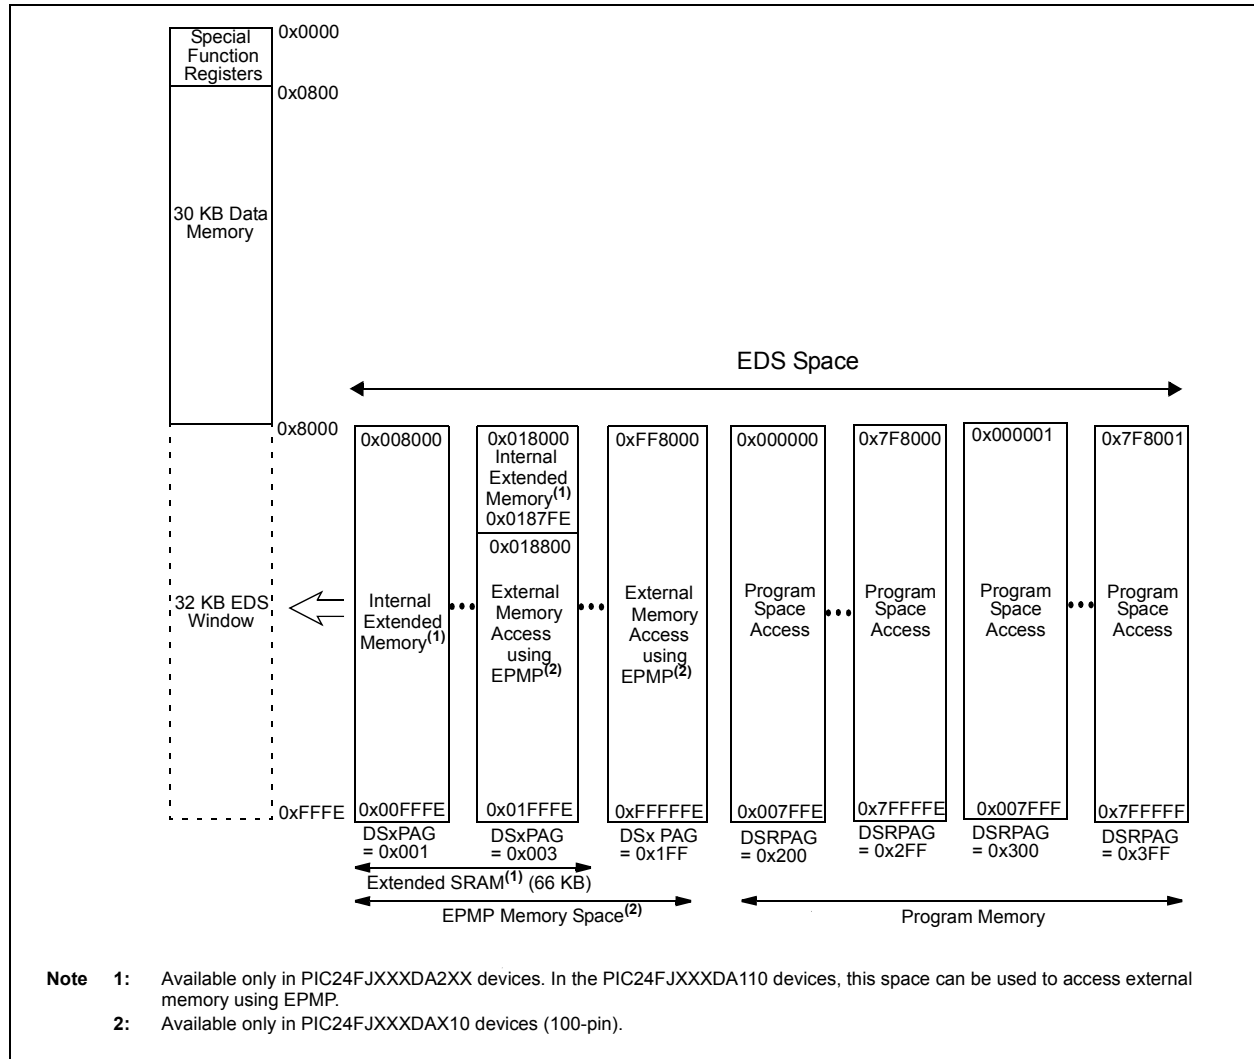 Special
Function
Registers
0x0000
0x0800
30 KB Data
Memory
0x8000
32 KB EDS
Window
0xFFFE
EDS Space
0x008000
Internal
Extended
Memory(1)
0x00FFFE
DSxPAG
= 0x001
0x018000
Internal
Extended
Memory(1)
0x0187FE
0x018800
External
Memory
Access
using
EPMP(2)
0x01FFFE
DSxPAG
= 0x003
0xFF8000
External
Memory
Access
using
EPMP(2)
0xFFFFFE
DSx PAG
= 0x1FF
0x000000
Program
Space
Access
0x007FFE
DSRPAG
= 0x200
0x7F8000
Program
Space
Access
0x7FFFFE
DSRPAG
= 0x2FF
0x000001
Program
Space
Access
0x007FFF
DSRPAG
= 0x300
0x7F8001
Program
Space
Access
0x7FFFFF
DSRPAG
= 0x3FF
Extended SRAM(1) (66 KB)
EPMP Memory Space(2)
Program Memory
Note 1: Available only in PIC24FJXXXDA2XX devices. In the PIC24FJXXXDA110 devices, this space can be used to access external
memory using EPMP.
2: Available only in PIC24FJXXXDAX10 devices (100-pin).